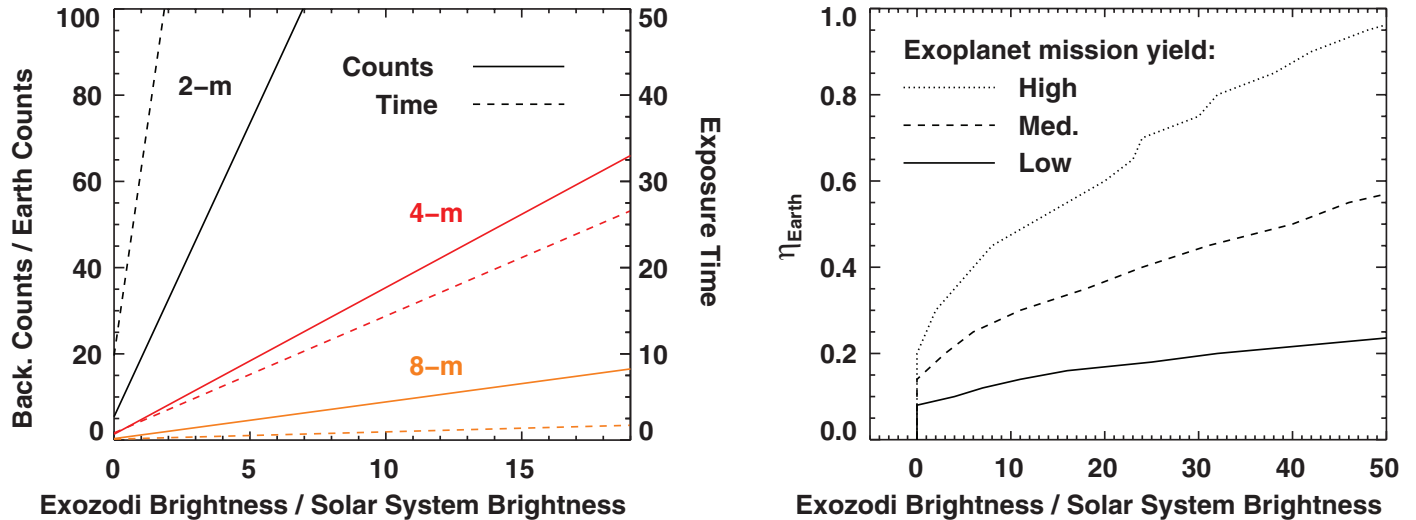 100
80
60
40
20
0
50
40
30
20
10
0
0
5
10
15
Back. Counts / Earth Counts
Exposure Time
Exozodi Brightness / Solar System Brightness
2−m
Counts
Time
4−m
8−m
1.0
0.8
0.6
0.4
0.2
0.0
0
10
20
30
40
50
ηEarth
Exozodi Brightness / Solar System Brightness
Exoplanet mission yield:
High
Med.
Low